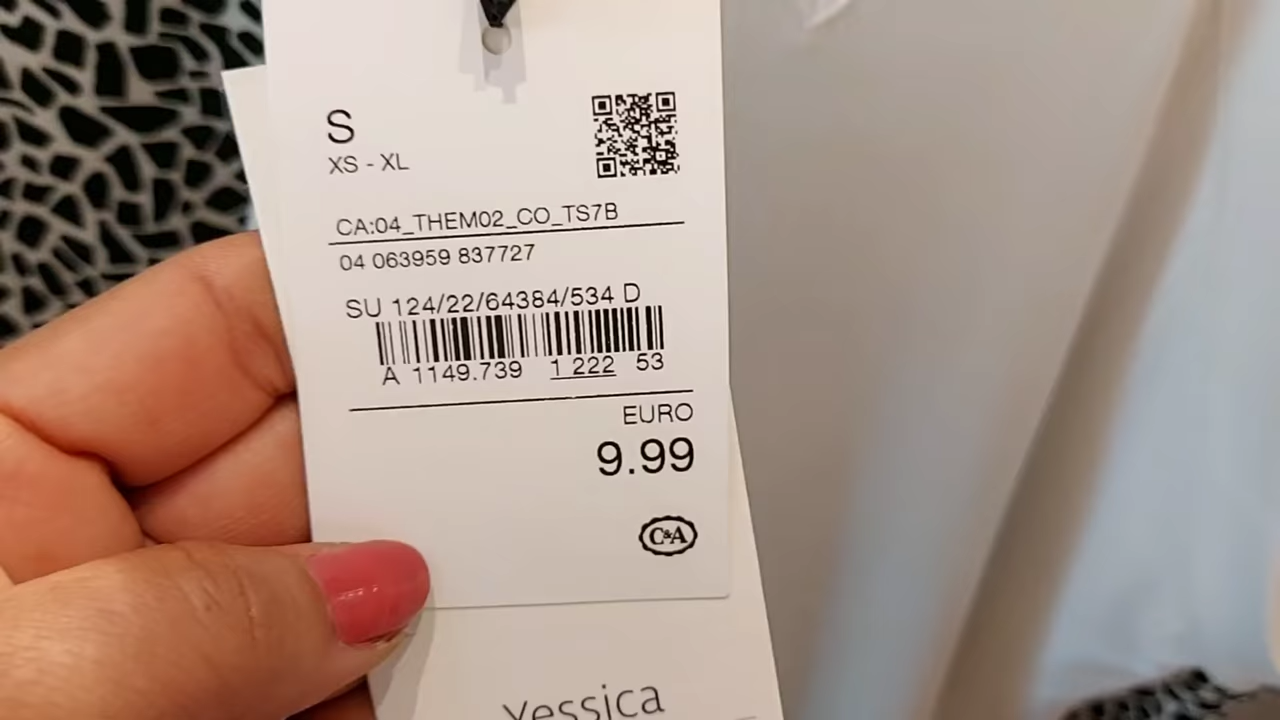 S
XS - XL
CA:04_THEM02_CO_TS7B
04 063959 837727
SU 124/22/64384/534 D
A 1149.739 1 222 53
EURO
9.99
C&A
Yessica